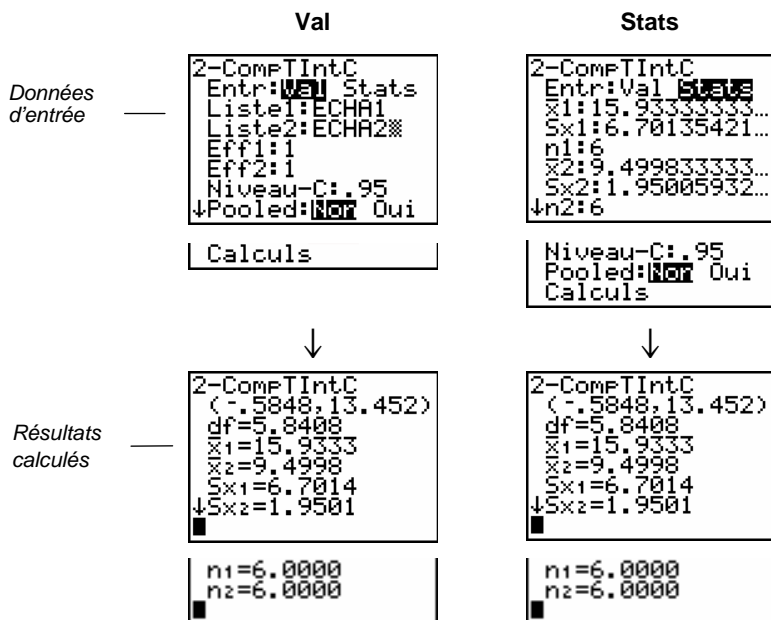 Val
Stats
Données
d'entrée
2-CompTIntC
Entr:Val Stats
Liste1:ECHA1
Liste2:ECHA2
Eff1:1
Eff2:1
Niveau-C:.95
↓Pooled:Non Oui
Calculs
2-CompTIntC
Entr:Val Stats
x̄1:15.93333333…
Sx1:6.70135421…
n1:6
x̄2:9.499833333…
Sx2:1.95005932…
↓n2:6
Niveau-C:.95
Pooled:Non Oui
Calculs
↓
↓
Résultats
calculés
2-CompTIntC
(-.5848,13.452)
df=5.8408
x̄1=15.9333
x̄2=9.4998
Sx1=6.7014
↓Sx2=1.9501
n1=6.0000
n2=6.0000
2-CompTIntC
(-.5848,13.452)
df=5.8408
x̄1=15.9333
x̄2=9.4998
Sx1=6.7014
↓Sx2=1.9501
n1=6.0000
n2=6.0000